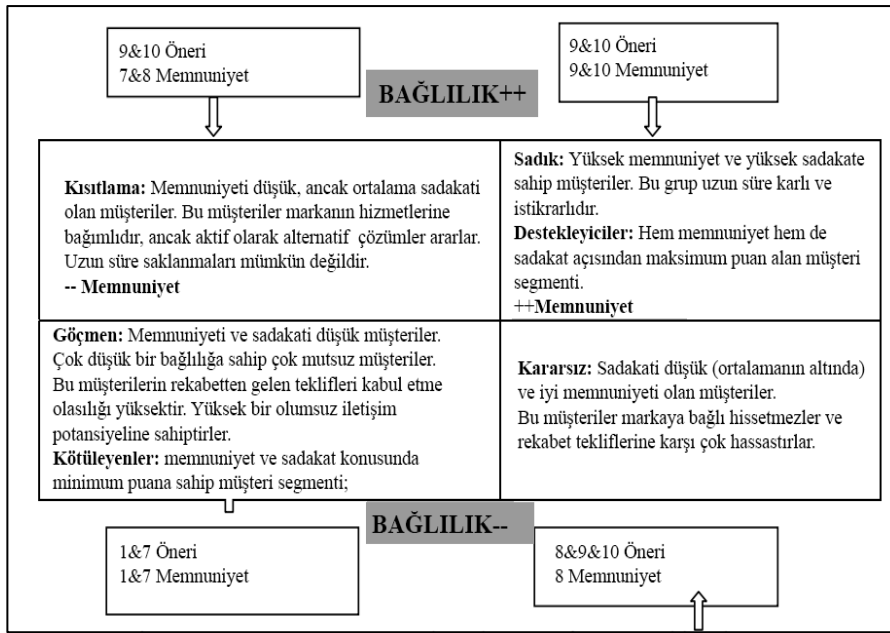 9&10 Öneri
7&8 Memnuniyet
BAĞLILIK++
9&10 Öneri
9&10 Memnuniyet
Kısıtlama: Memnuniyeti düşük, ancak ortalama sadakati
olan müşteriler. Bu müşteriler markanın hizmetlerine
bağımlıdır, ancak aktif olarak alternatif çözümler ararlar.
Uzun süre saklanmaları mümkün değildir.
-- Memnuniyet
Sadık: Yüksek memnuniyet ve yüksek sadakate
sahip müşteriler. Bu grup uzun süre karlı ve
istikrarlıdır.
Destekleyiciler: Hem memnuniyet hem de
sadakat açısından maksimum puan alan müşteri
segmenti.
++Memnuniyet
Göçmen: Memnuniyeti ve sadakati düşük müşteriler.
Çok düşük bir bağlılığa sahip çok mutsuz müşteriler.
Bu müşterilerin rekabetten gelen teklifleri kabul etme
olasılığı yüksektir. Yüksek bir olumsuz iletişim
potansiyeline sahiptirler.
Kötüleyenler: memnuniyet ve sadakat konusunda
minimum puana sahip müşteri segmenti;
Kararsız: Sadakati düşük (ortalamanın altında)
ve iyi memnuniyeti olan müşteriler.
Bu müşteriler markaya bağlı hissetmezler ve
rekabet tekliflerine karşı çok hassastırlar.
BAĞLILIK--
1&7 Öneri
1&7 Memnuniyet
8&9&10 Öneri
8 Memnuniyet